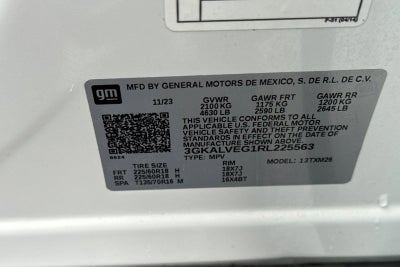 P-01 (04/14)
gm
MFD BY GENERAL MOTORS DE MEXICO, S. DE R.L. DE C.V.
11/23 GVWR GAWR FRT GAWR RR
2100 KG 1175 KG 1200 KG
4630 LB 2590 LB 2645 LB
THIS VEHICLE CONFORMS TO ALL
APPLICABLE U.S. FEDERAL MOTOR
VEHICLE SAFETY AND THEFT PREVENTION
STANDARDS IN EFFECT ON THE DATE OF
MANUFACTURE SHOWN ABOVE.
3GKALVEG1RL225563
TYPE: MPV MODEL: 13TXM26
TIRE SIZE RIM
FRT 225/60R18 H 18X7J
RR 225/60R18 H 18X7J
SPA T135/70R16 M 16X4BT